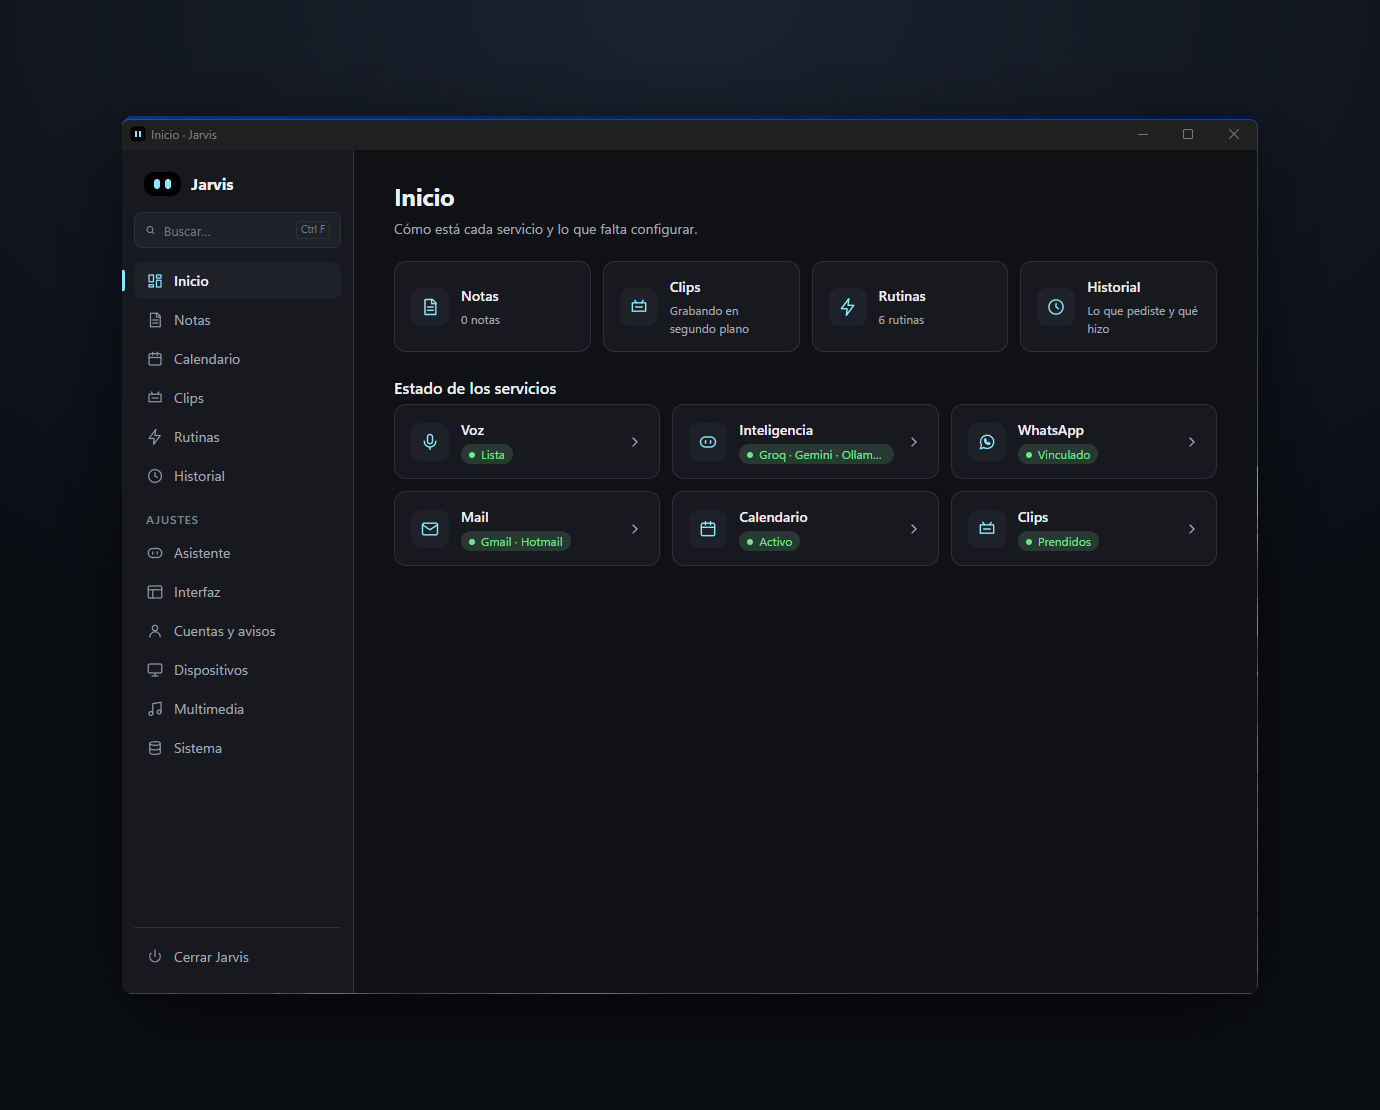 Inicio · Jarvis
Jarvis
Buscar...
Ctrl F
Inicio
Notas
Calendario
Clips
Rutinas
Historial
AJUSTES
Asistente
Interfaz
Cuentas y avisos
Dispositivos
Multimedia
Sistema
Cerrar Jarvis
Inicio
Cómo está cada servicio y lo que falta configurar.
Notas
0 notas
Clips
Grabando en
segundo plano
Rutinas
6 rutinas
Historial
Lo que pediste y qué
hizo
Estado de los servicios
Voz
Lista
Inteligencia
Groq · Gemini · Ollam...
WhatsApp
Vinculado
Mail
Gmail · Hotmail
Calendario
Activo
Clips
Prendidos